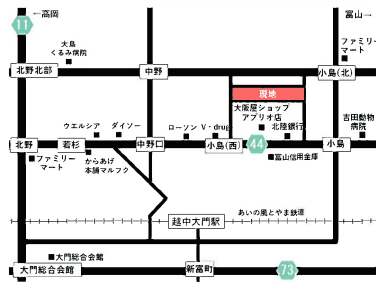 ←高岡
富山→
11
大島
くるみ病院
ファミリー
マート
北野北部
中野
小島(北)
現地
大阪屋ショップ
アプリオ店
ウエルシア
ダイソー
ローソン
V・drug
北陸銀行
吉田動物
病院
北野
若杉
中野口
小島(西)
44
小島
ファミリー
マート
からあげ
本舗マルフク
富山信用金庫
あいの風とやま鉄道
越中大門駅
大門総合会館
大門総合会館
新富町
73